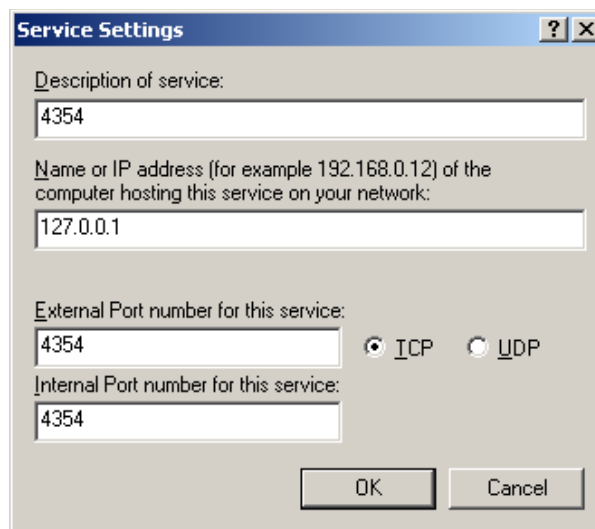 Service Settings
Description of service:
4354
Name or IP address (for example 192.168.0.12) of the
computer hosting this service on your network:
127.0.0.1
External Port number for this service:
4354
TCP
UDP
Internal Port number for this service:
4354
OK
Cancel